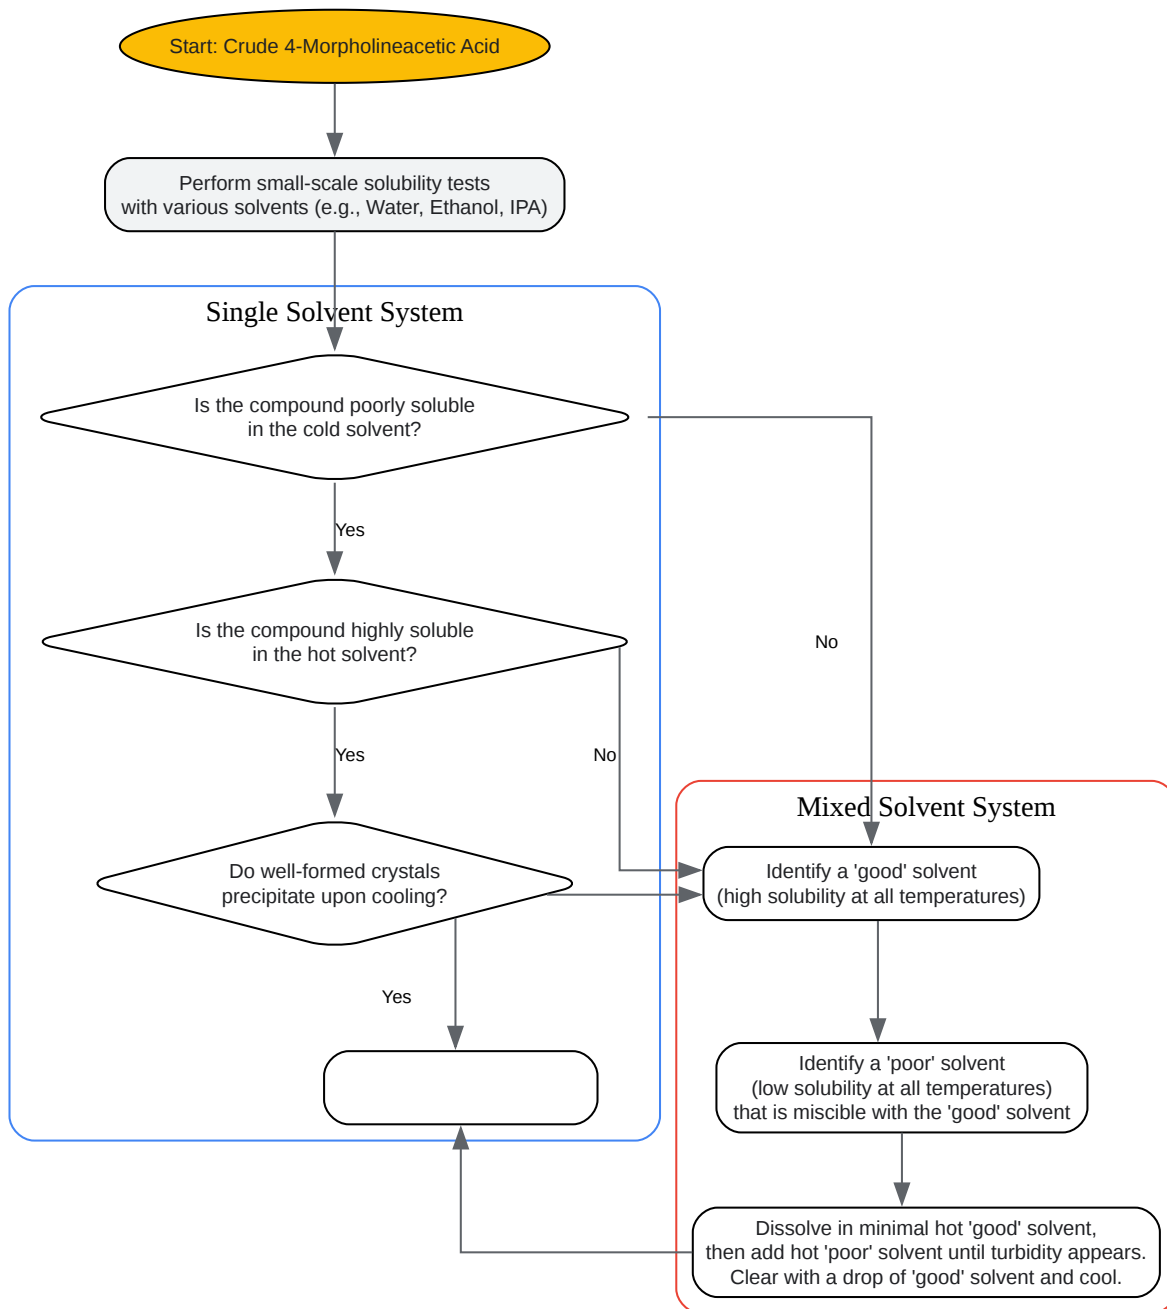 Start: Crude 4-Morpholineacetic Acid
Perform small-scale solubility tests
with various solvents (e.g., Water, Ethanol, IPA)
Single Solvent System
Is the compound poorly soluble
in the cold solvent?
Yes
Is the compound highly soluble
in the hot solvent?
No
Yes
No
Do well-formed crystals
precipitate upon cooling?
Yes
Mixed Solvent System
Identify a 'good' solvent
(high solubility at all temperatures)
Identify a 'poor' solvent
(low solubility at all temperatures)
that is miscible with the 'good' solvent
Dissolve in minimal hot 'good' solvent,
then add hot 'poor' solvent until turbidity appears.
Clear with a drop of 'good' solvent and cool.